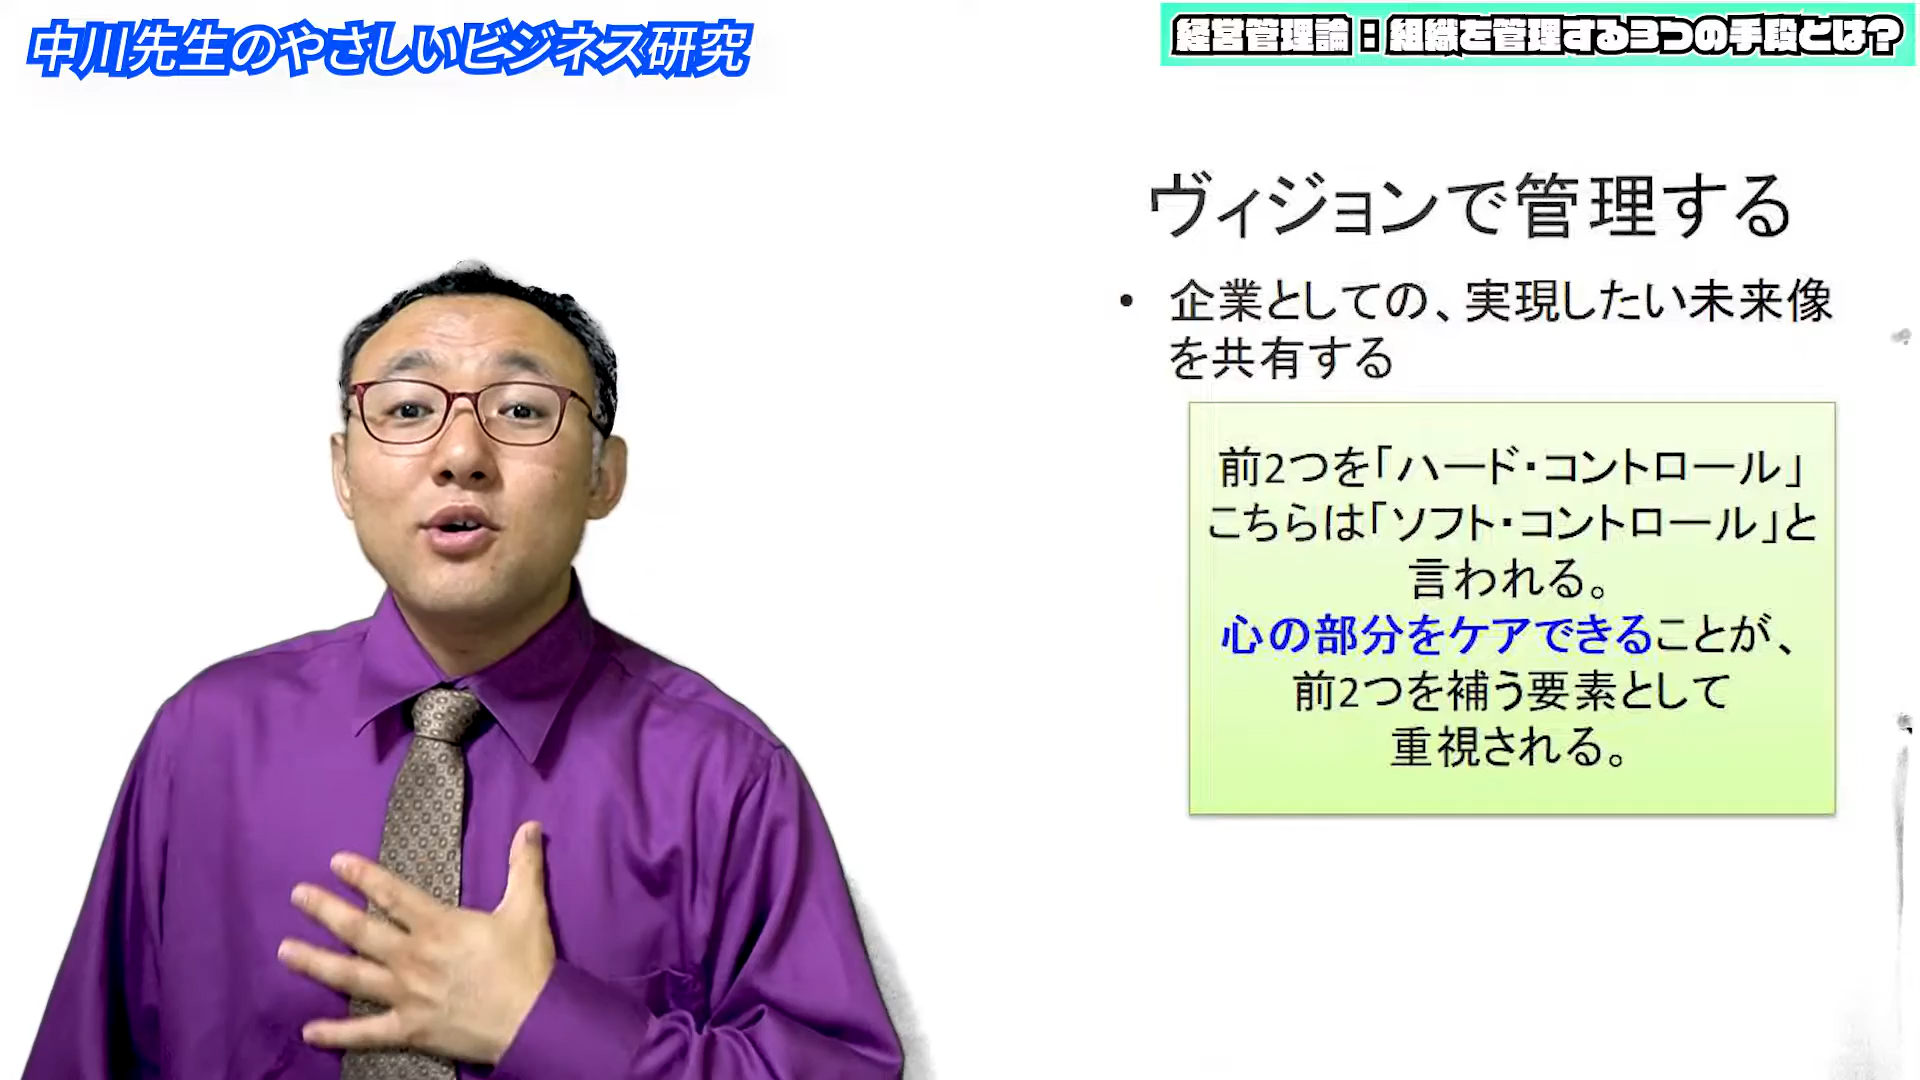 中川先生のやさしいビジネス研究
経営管理論：組織を管理する3つの手段とは？
ヴィジョンで管理する
• 企業としての、実現したい未来像
を共有する
前2つを「ハード・コントロール」
こちらは「ソフト・コントロール」と
言われる。
心の部分をケアできることが、
前2つを補う要素として
重視される。